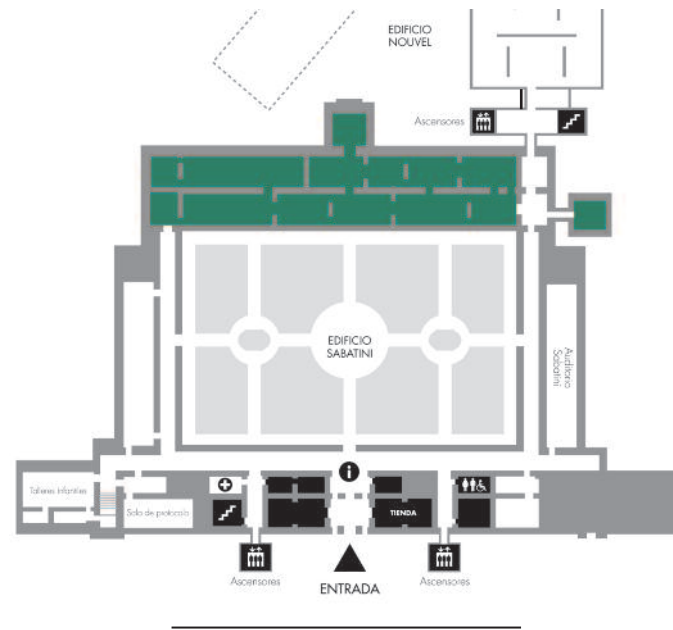 EDIFICIO
NOUVEL
Ascensores
EDIFICIO
SABATINI
Auditorio
Sabatini
i
Talleres Infantiles
Sala de protocolo
TIENDA
Ascensores
Ascensores
ENTRADA